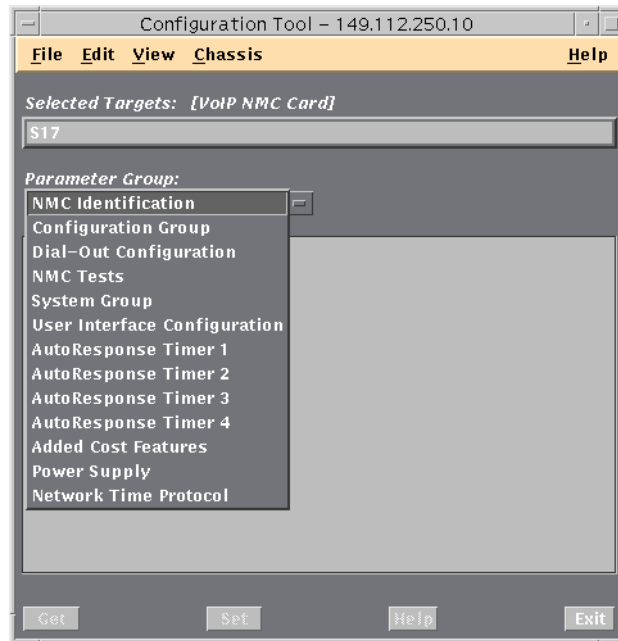 Configuration Tool – 149.112.250.10
File Edit View Chassis Help
Selected Targets: [VoIP NMC Card]
S17
Parameter Group:
NMC Identification
Configuration Group
Dial–Out Configuration
NMC Tests
System Group
User Interface Configuration
AutoResponse Timer 1
AutoResponse Timer 2
AutoResponse Timer 3
AutoResponse Timer 4
Added Cost Features
Power Supply
Network Time Protocol
Get Set Help Exit